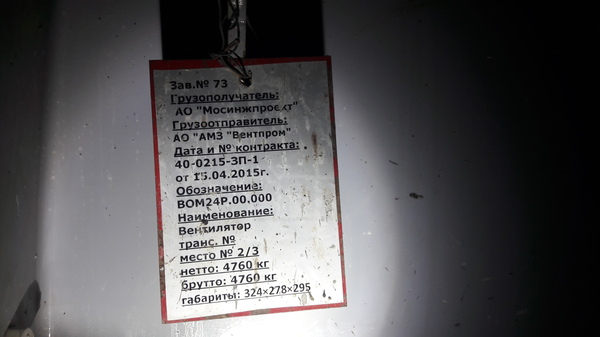 Зав.№ 73
Грузополучатель:
АО "Мосинжпроект"
Грузоотправитель:
АО "АМЗ "Вентпром"
Дата и № контракта:
40-0215-ЗП-1
от 15.04.2015г.
Обозначение:
ВОМ24Р.00.000
Наименование:
Вентилятор
транс. №
место № 2/3
нетто: 4760 кг
брутто: 4760 кг
габариты: 324×278×295